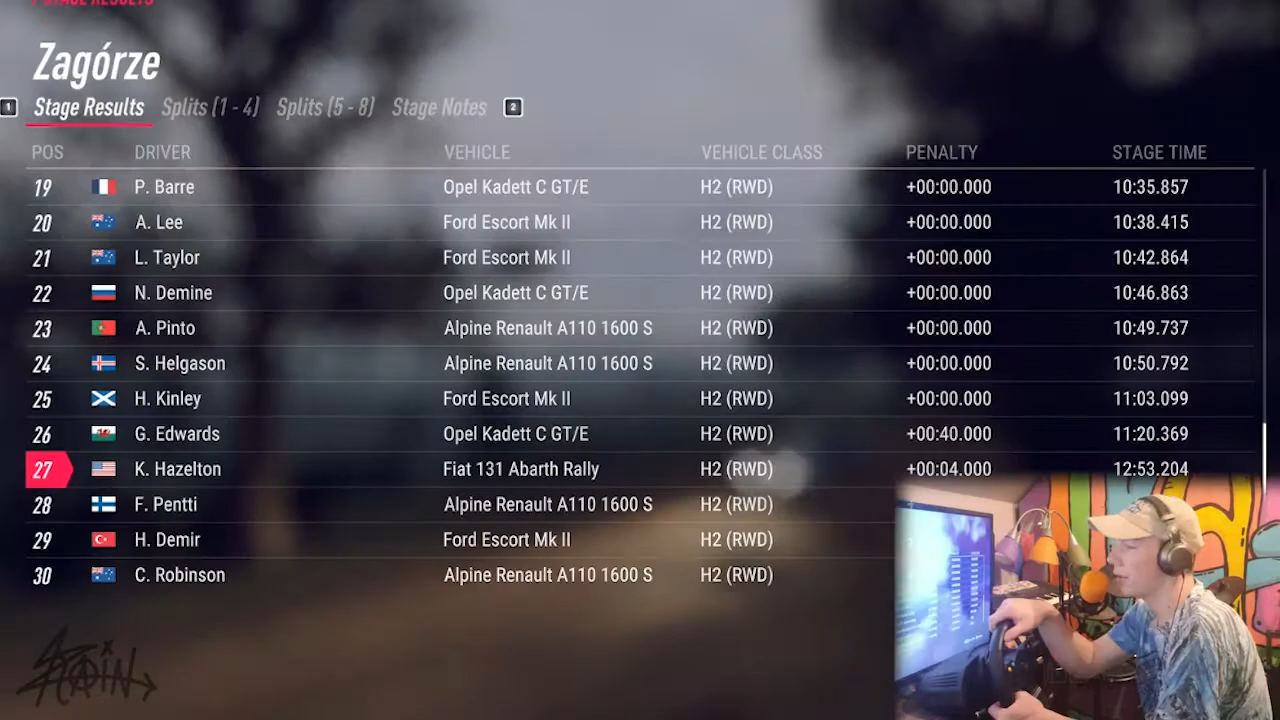 STAGE RESULTS
Zagórze
1 Stage Results Splits (1 - 4) Splits (5 - 8) Stage Notes 2
POS DRIVER VEHICLE VEHICLE CLASS PENALTY STAGE TIME
19 P. Barre Opel Kadett C GT/E H2 (RWD) +00:00.000 10:35.857
20 A. Lee Ford Escort Mk II H2 (RWD) +00:00.000 10:38.415
21 L. Taylor Ford Escort Mk II H2 (RWD) +00:00.000 10:42.864
22 N. Demine Opel Kadett C GT/E H2 (RWD) +00:00.000 10:46.863
23 A. Pinto Alpine Renault A110 1600 S H2 (RWD) +00:00.000 10:49.737
24 S. Helgason Alpine Renault A110 1600 S H2 (RWD) +00:00.000 10:50.792
25 H. Kinley Ford Escort Mk II H2 (RWD) +00:00.000 11:03.099
26 G. Edwards Opel Kadett C GT/E H2 (RWD) +00:40.000 11:20.369
27 K. Hazelton Fiat 131 Abarth Rally H2 (RWD) +00:04.000 12:53.204
28 F. Pentti Alpine Renault A110 1600 S H2 (RWD)
29 H. Demir Ford Escort Mk II H2 (RWD)
30 C. Robinson Alpine Renault A110 1600 S H2 (RWD)